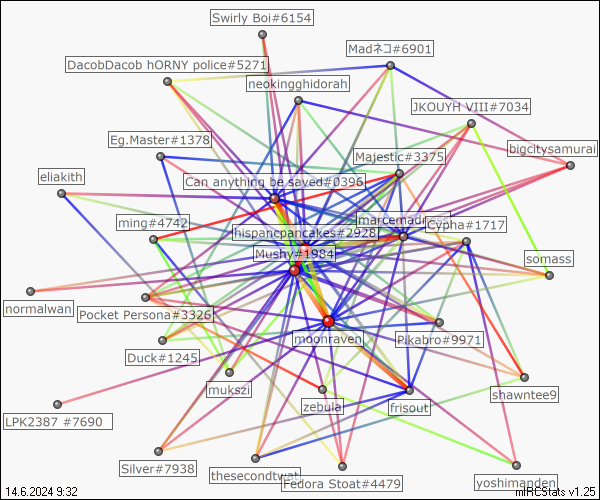 Swirly Boi#6154
Madネコ#6901
DacobDacob hORNY police#5271
neokingghidorah
JKOUYH VIII#7034
Eg.Master#1378
bigcitysamurai
Majestic#3375
eliakith
Can anything be saved#0396
ming#4742
Cypha#1717
hispancpancakes#2928
Mushy#1984
somass
normalwan
Pocket Persona#3326
moonraven
Pikabro#9971
Duck#1245
mukszi
shawntee9
zebula
frisout
LPK2387 #7690
Silver#7938
thesecondtwat
Fedora Stoat#4479
yoshimanden
14.6.2024 9:32
mIRCStats v1.25